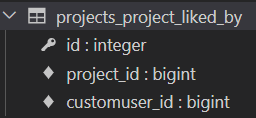 projects_project_liked_by
id : integer
project_id : bigint
customuser_id : bigint